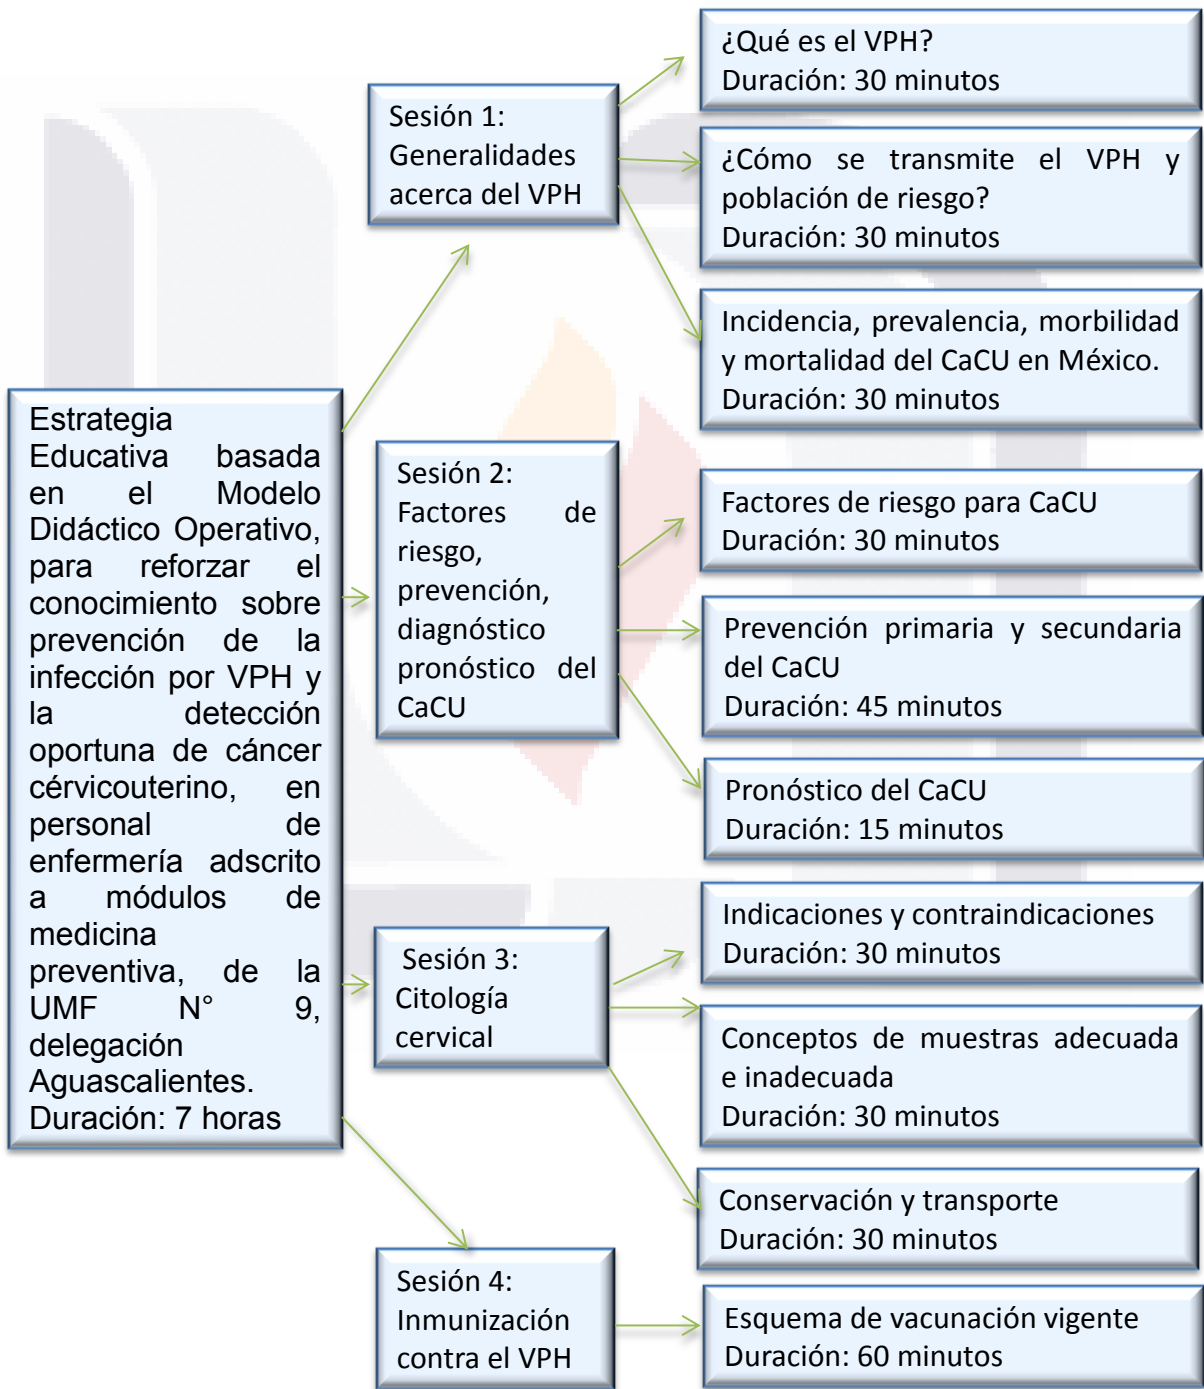 Estrategia
Educativa basada
en el Modelo
Didáctico Operativo,
para reforzar el
conocimiento sobre
prevención de la
infección por VPH y
la detección
oportuna de cáncer
cérvicouterino, en
personal de
enfermería adscrito
a módulos de
medicina
preventiva, de la
UMF N° 9,
delegación
Aguascalientes.
Duración: 7 horas
Sesión 1:
Generalidades
acerca del VPH
¿Qué es el VPH?
Duración: 30 minutos
¿Cómo se transmite el VPH y
población de riesgo?
Duración: 30 minutos
Incidencia, prevalencia, morbilidad
y mortalidad del CaCU en México.
Duración: 30 minutos
Sesión 2:
Factores de
riesgo,
prevención,
diagnóstico
pronóstico del
CaCU
Factores de riesgo para CaCU
Duración: 30 minutos
Prevención primaria y secundaria
del CaCU
Duración: 45 minutos
Pronóstico del CaCU
Duración: 15 minutos
Sesión 3:
Citología
cervical
Indicaciones y contraindicaciones
Duración: 30 minutos
Conceptos de muestras adecuada
e inadecuada
Duración: 30 minutos
Conservación y transporte
Duración: 30 minutos
Sesión 4:
Inmunización
contra el VPH
Esquema de vacunación vigente
Duración: 60 minutos